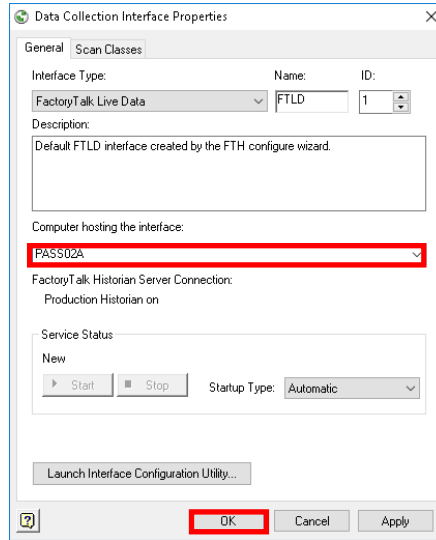 Data Collection Interface Properties
General Scan Classes
Interface Type: Name: ID:
FactoryTalk Live Data FTLD 1
Description:
Default FTLD interface created by the FTH configure wizard.
Computer hosting the interface:
PASS02A
FactoryTalk Historian Server Connection:
Production Historian on
Service Status
New
Start Stop Startup Type: Automatic
Launch Interface Configuration Utility...
OK Cancel Apply